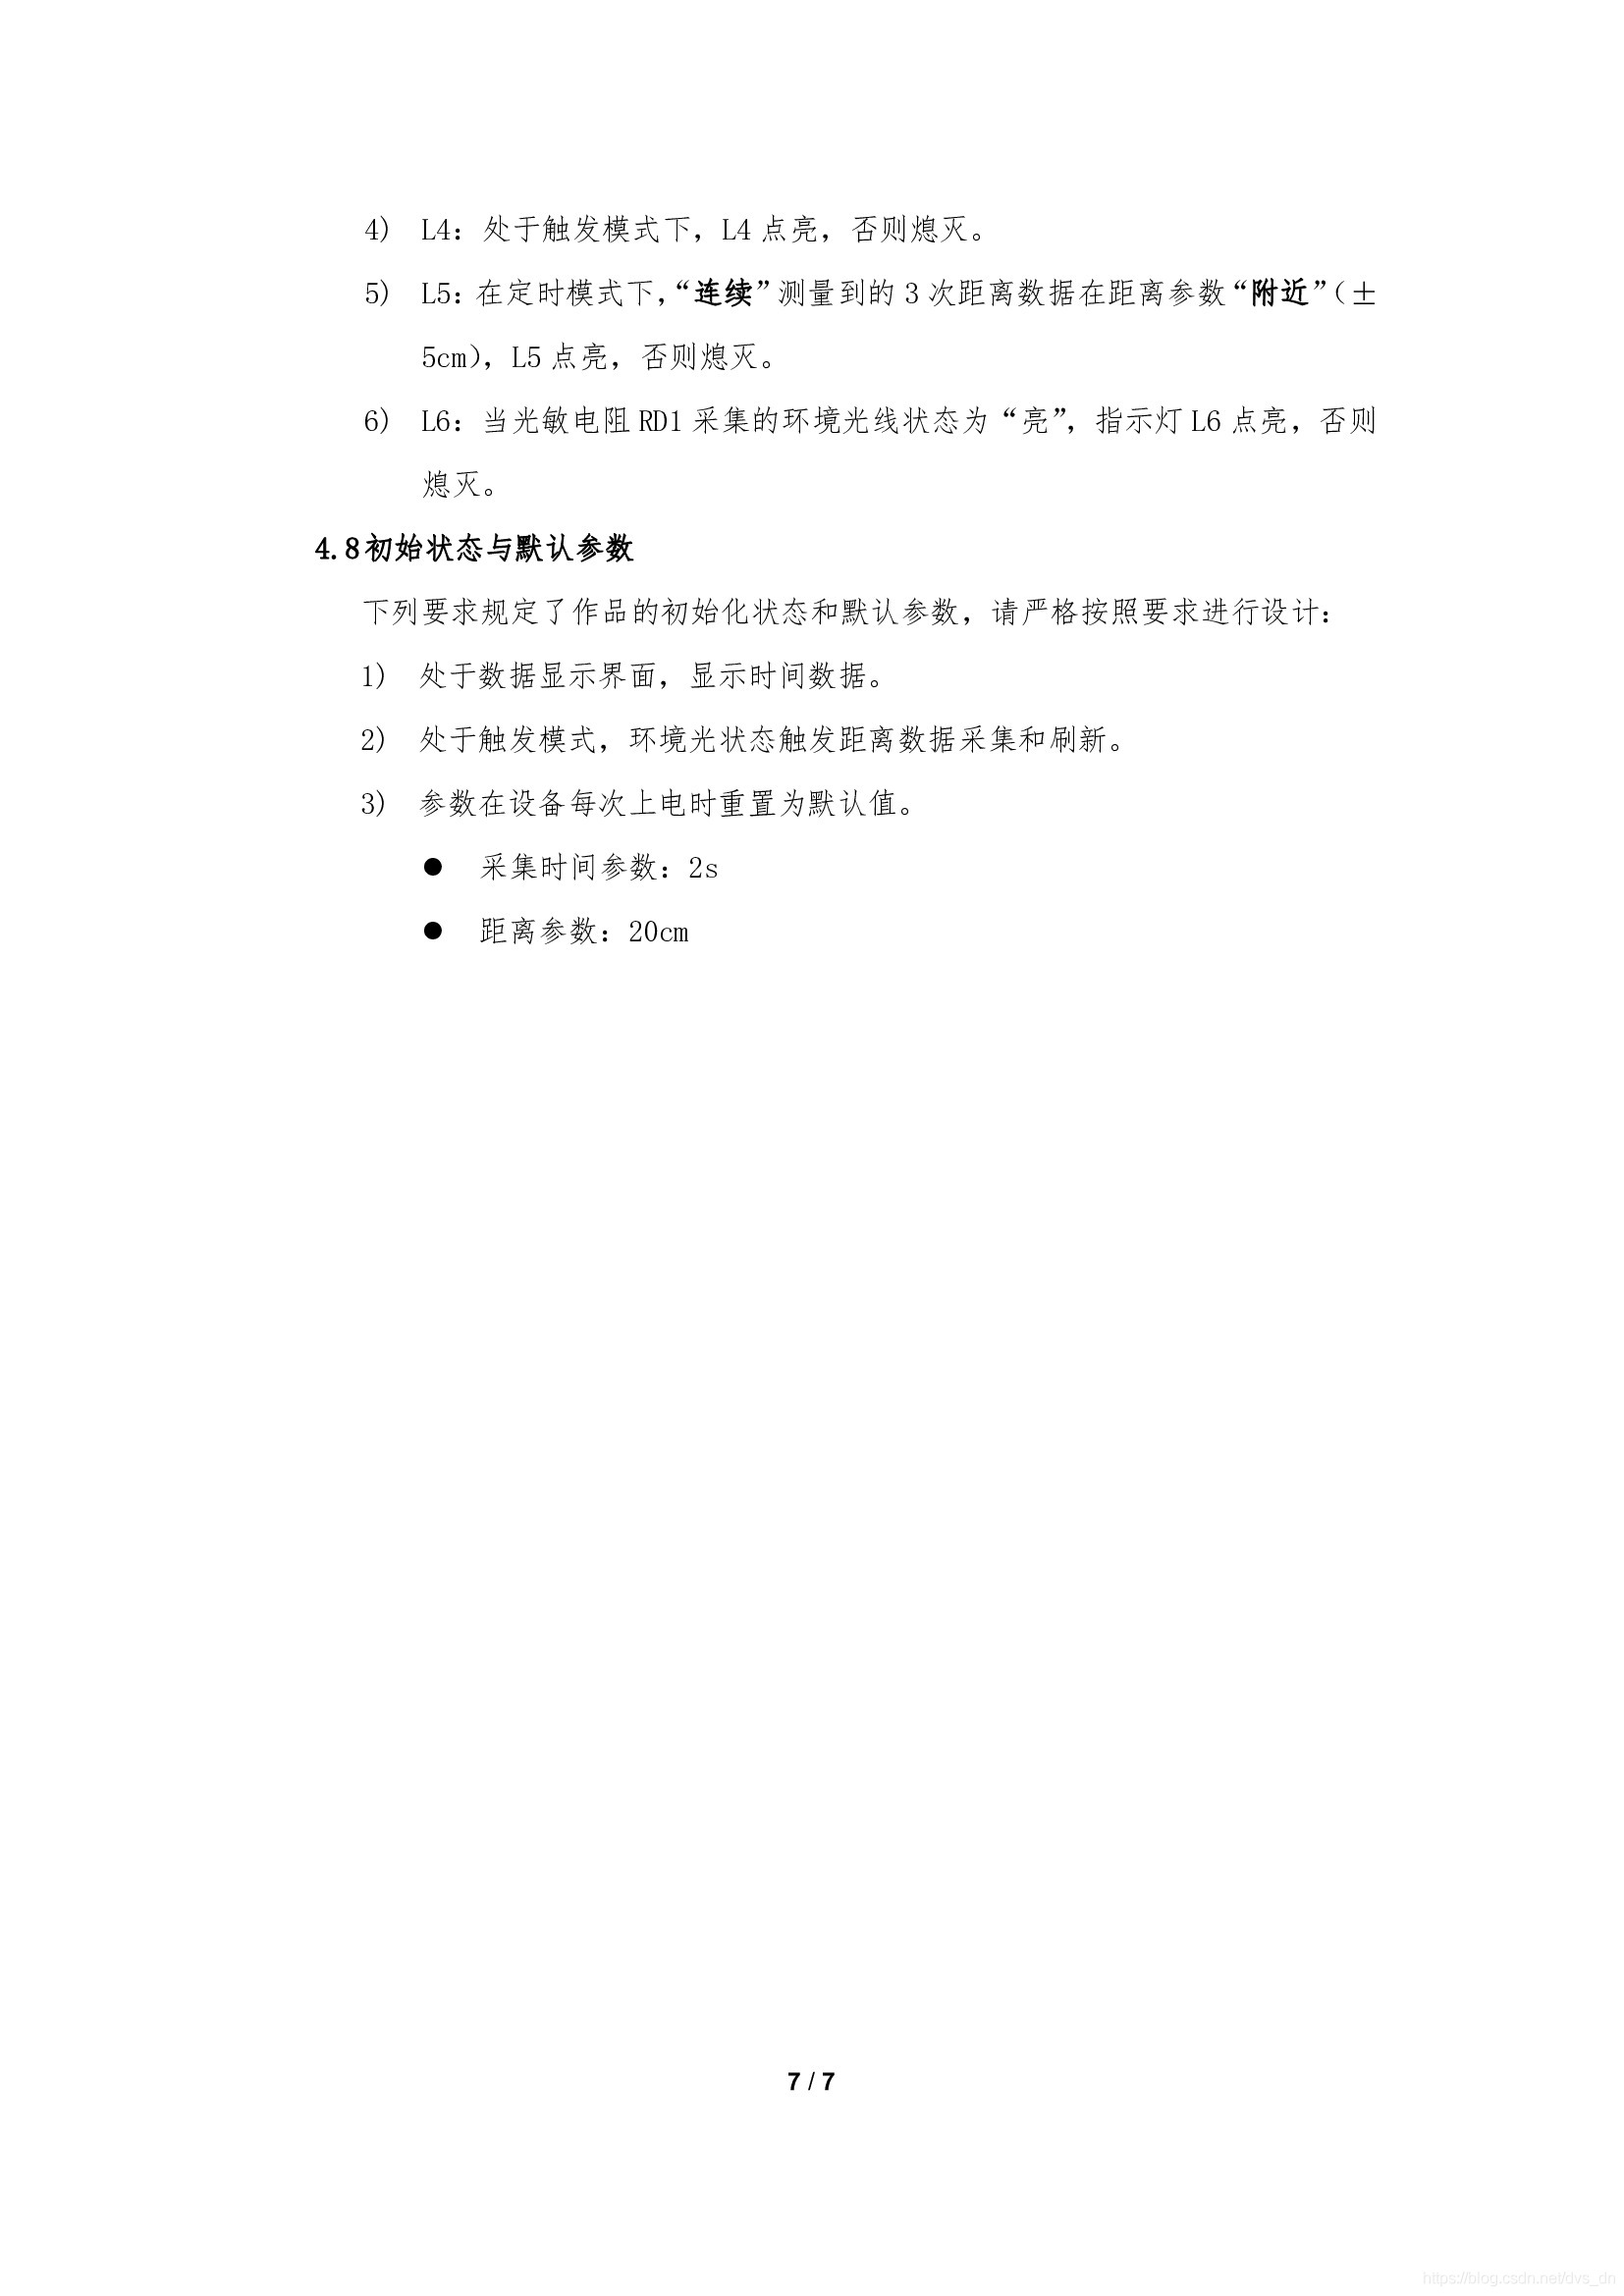 4) L4：处于触发模式下，L4 点亮，否则熄灭。
5) L5：在定时模式下，“连续”测量到的 3 次距离数据在距离参数“附近”（±
5cm），L5 点亮，否则熄灭。
6) L6：当光敏电阻 RD1 采集的环境光线状态为“亮”，指示灯 L6 点亮，否则
熄灭。
4.8初始状态与默认参数
下列要求规定了作品的初始化状态和默认参数，请严格按照要求进行设计：
1) 处于数据显示界面，显示时间数据。
2) 处于触发模式，环境光状态触发距离数据采集和刷新。
3) 参数在设备每次上电时重置为默认值。
● 采集时间参数：2s
● 距离参数：20cm
7 / 7
https://blog.csdn.net/dvs_dn